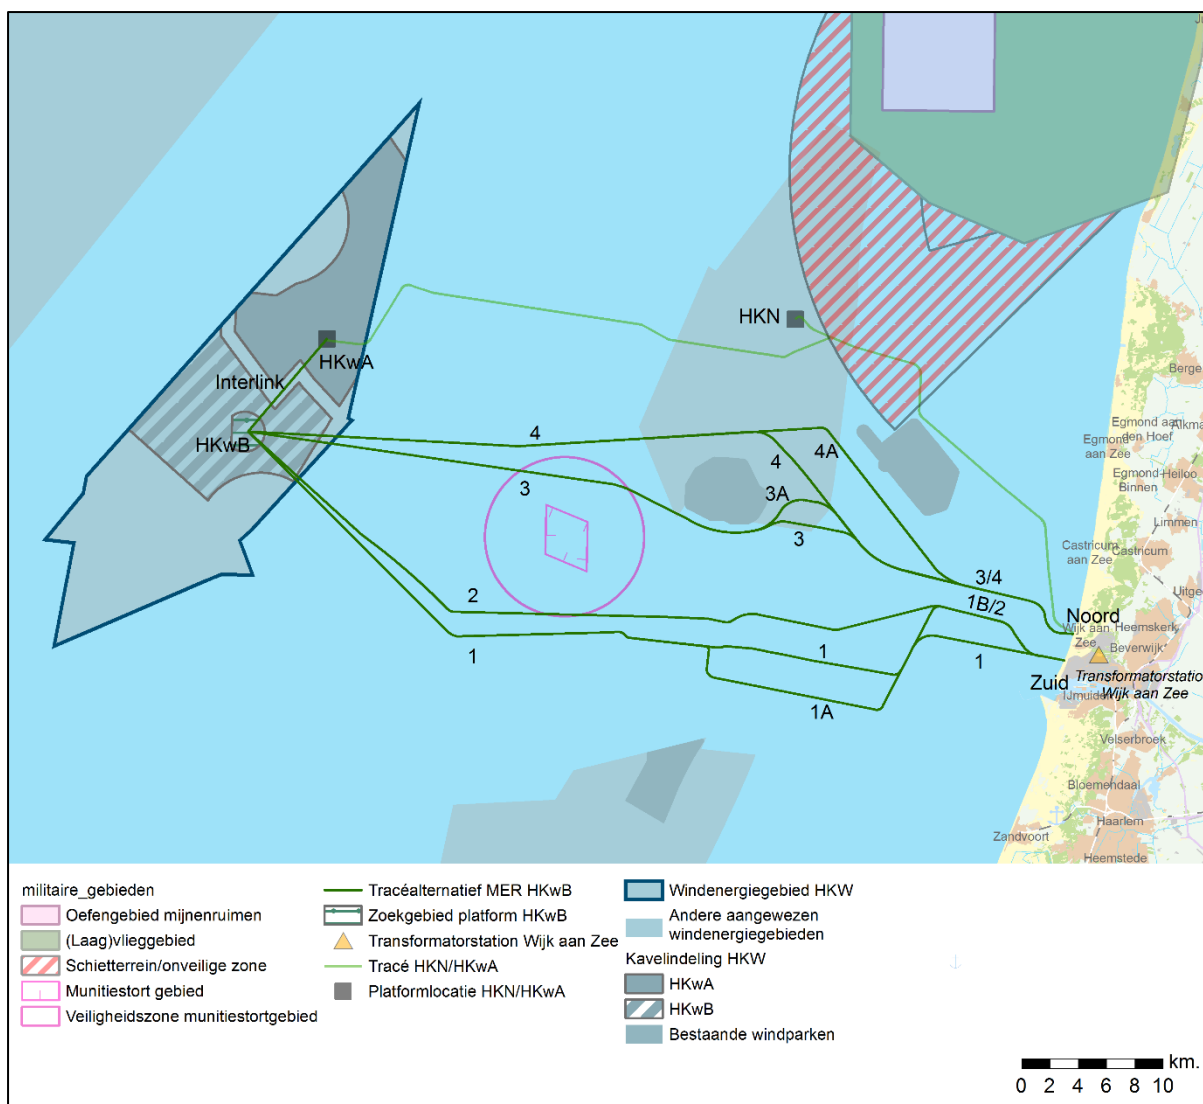 HKN
HKwA
Interlink
HKwB
4
4
4A
3
3A
3
3/4
2
1B/2
1
1
1
1A
Noord
Zuid
Transformatorstation
Wijk aan Zee
Berge
Egmond aan
den Hoef
Alkma
Egmond
aan Zee
Egmond
Binnen
Heiloo
Limmen
Castricum
aan Zee
Castricum
Uitge
Wijk aan
Zee
Heemskerk
Beverwijk
IJmuiden
Velserbroek
Bloemendaal
Haarlem
Zandvoort
Heemstede
militaire_gebieden
Oefengebied mijnenruimen
(Laag)vlieggebied
Schietterrein/onveilige zone
Munitiestort gebied
Veiligheidszone munitiestortgebied
Tracéalternatief MER HKwB
Zoekgebied platform HKwB
Transformatorstation Wijk aan Zee
Tracé HKN/HKwA
Platformlocatie HKN/HKwA
Windenergiegebied HKW
Andere aangewezen
windenergiegebieden
Kavelindeling HKW
HKwA
HKwB
Bestaande windparken
km.
0 2 4 6 8 10